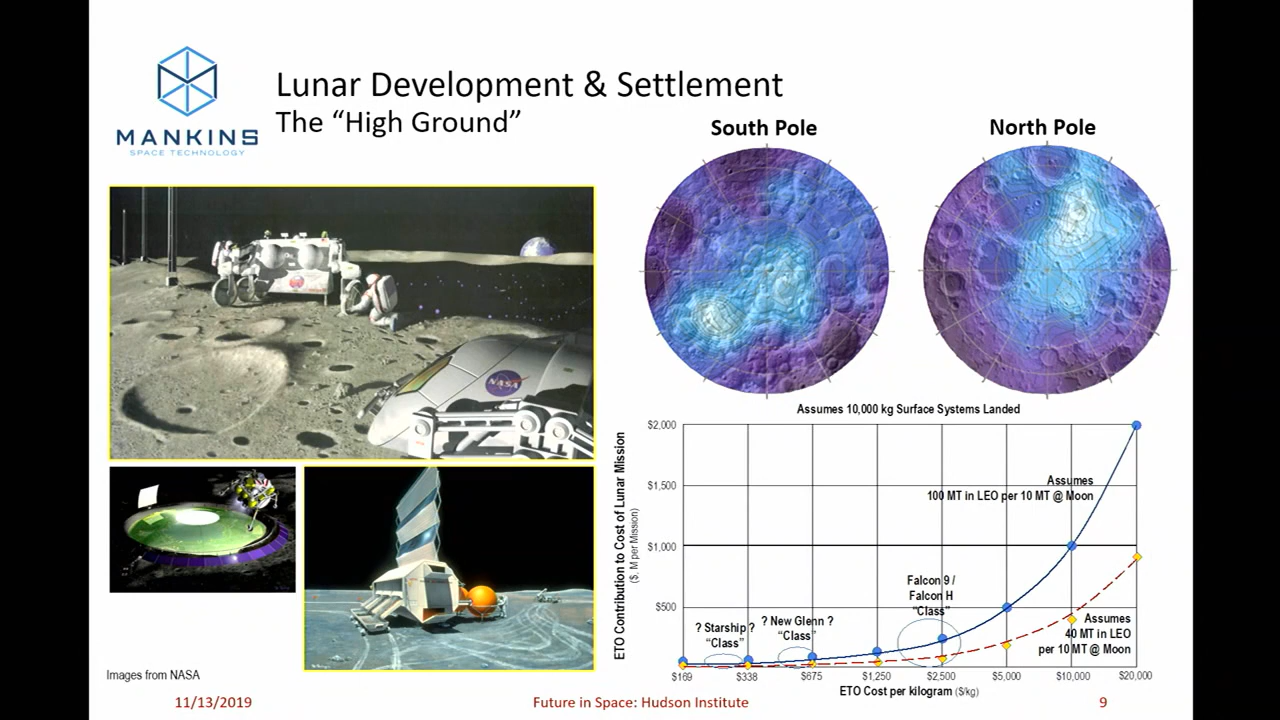 MANKINS
SPACE TECHNOLOGY
Lunar Development & Settlement
The “High Ground”
South Pole
North Pole
NASA
Images from NASA
Assumes 10,000 kg Surface Systems Landed
ETO Contribution to Cost of Lunar Mission
($, M per Mission)
$2,000
$1,500
$1,000
$500
Assumes
100 MT in LEO per 10 MT @ Moon
Falcon 9 /
Falcon H
“Class”
? New Glenn ?
“Class”
? Starship ?
“Class”
Assumes
40 MT in LEO
per 10 MT @ Moon
$169
$338
$675
$1,250
$2,500
$5,000
$10,000
$20,000
ETO Cost per kilogram ($/kg)
11/13/2019
Future in Space: Hudson Institute
9